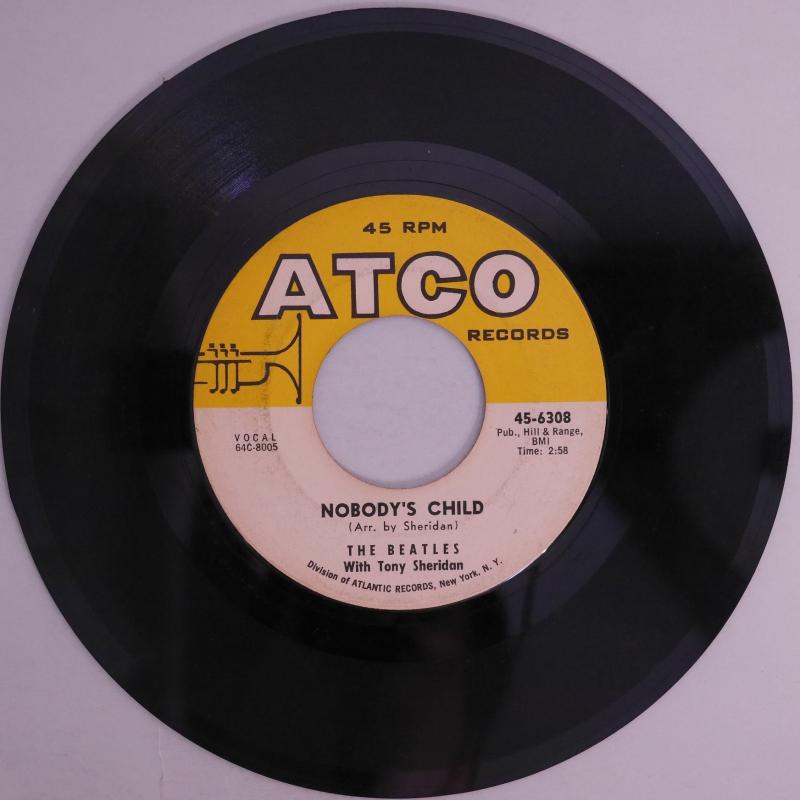 45 RPM
ATCO
RECORDS
VOCAL
64C-8005
45-6308
Pub., Hill & Range,
BMI
Time: 2:58
NOBODY'S CHILD
(Arr. by Sheridan)
THE BEATLES
With Tony Sheridan
Division of ATLANTIC RECORDS, New York, N. Y.